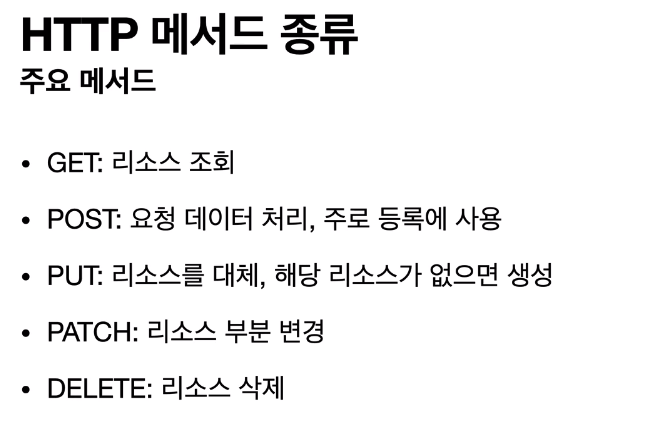 HTTP 메서드 종류
주요 메서드
• GET: 리소스 조회
• POST: 요청 데이터 처리, 주로 등록에 사용
• PUT: 리소스를 대체, 해당 리소스가 없으면 생성
• PATCH: 리소스 부분 변경
• DELETE: 리소스 삭제